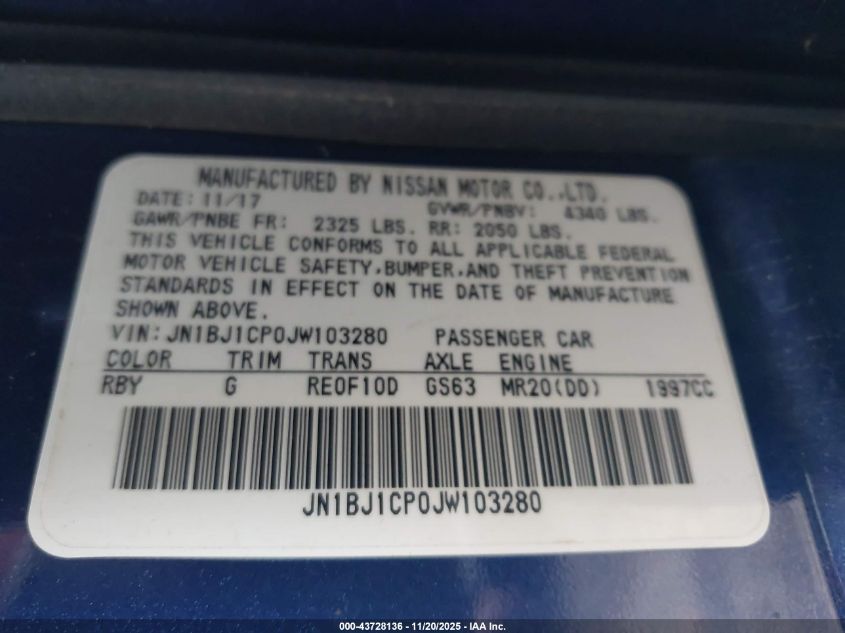 MANUFACTURED BY NISSAN MOTOR CO.,LTD.
DATE: 11/17 GVWR/PNBV: 4340 LBS.
GAWR/PNBE FR: 2325 LBS. RR: 2050 LBS.
THIS VEHICLE CONFORMS TO ALL APPLICABLE FEDERAL
MOTOR VEHICLE SAFETY,BUMPER,AND THEFT PREVENTION
STANDARDS IN EFFECT ON THE DATE OF MANUFACTURE
SHOWN ABOVE.
VIN: JN1BJ1CP0JW103280 PASSENGER CAR
COLOR TRIM TRANS AXLE ENGINE
RBY G RE0F10D GS63 MR20(DD) 1997CC
JN1BJ1CP0JW103280
000-43728136 - 11/20/2025 - IAA Inc.